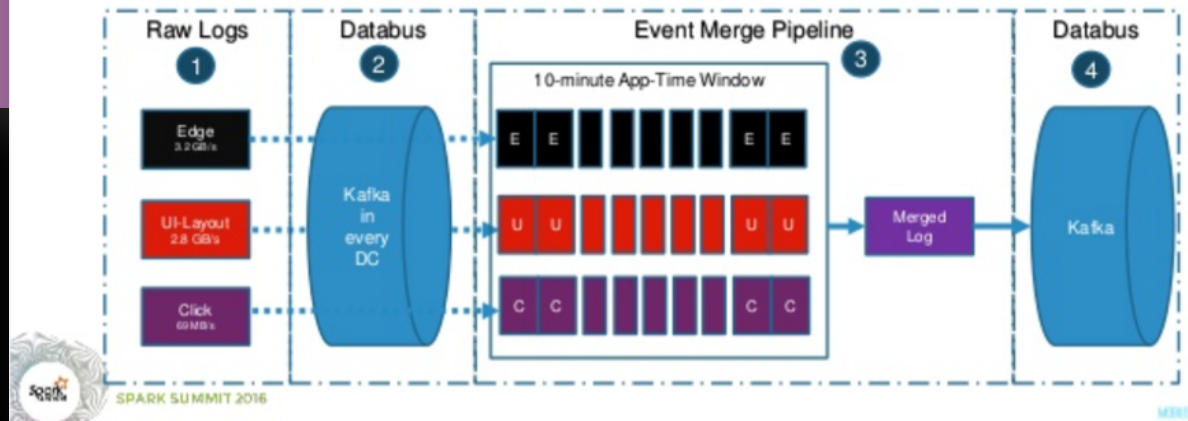 Raw Logs
1
Edge
3.2 GB/s
UI-Layout
2.8 GB/s
Click
69 MB/s
Databus
2
Kafka
in
every
DC
Event Merge Pipeline
3
10-minute App-Time Window
E E E E
U U U U
C C C C
Merged
Log
Databus
4
Kafka
Spark
SPARK SUMMIT 2016